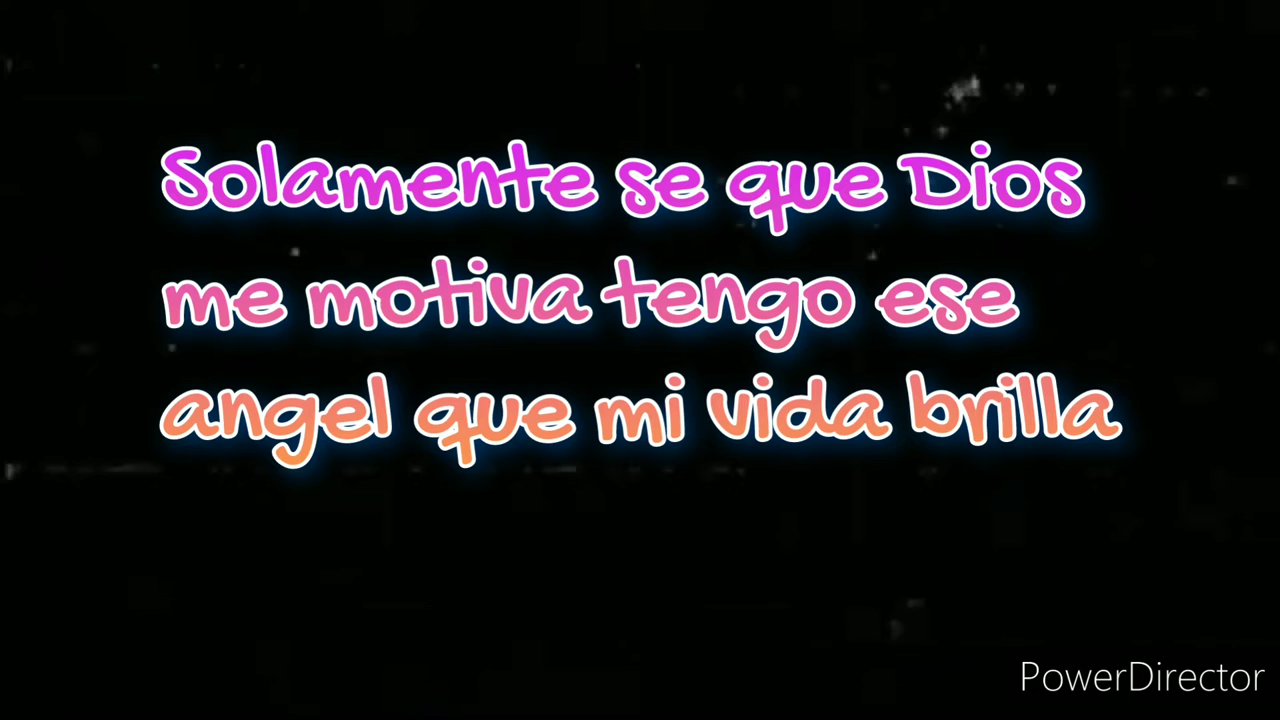 Solamente se que Dios
me motiva tengo ese
angel que mi vida brilla
PowerDirector